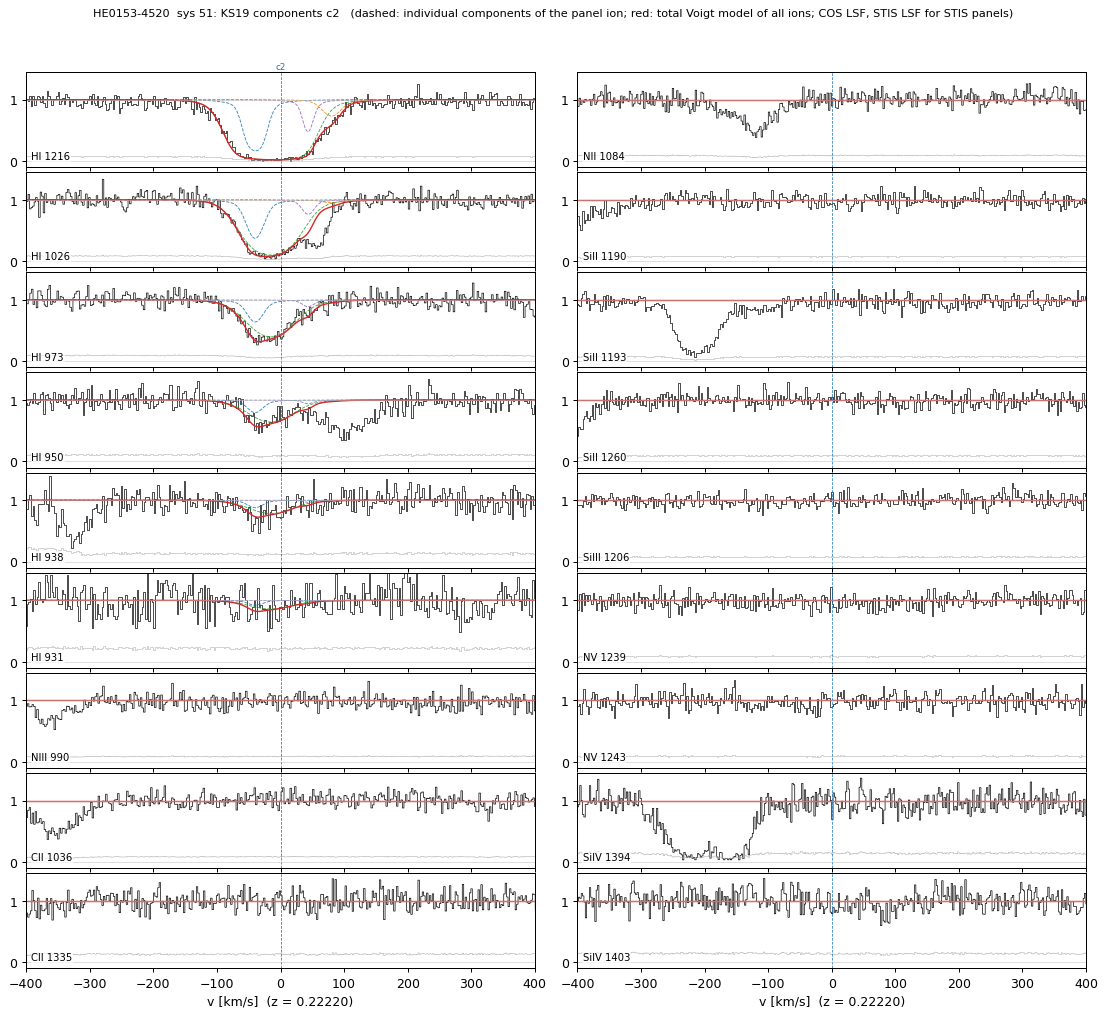 HE0153-4520  sys 51: KS19 components c2   (dashed: individual components of the panel ion; red: total Voigt model of all ions; COS LSF, STIS LSF for STIS panels)
c2
1
HI 1216
0
1
HI 1026
0
1
HI 973
0
1
HI 950
0
1
HI 938
0
1
HI 931
0
1
NIII 990
0
1
CII 1036
0
1
CII 1335
0
−400 −300 −200 −100 0 100 200 300 400
v [km/s]  (z = 0.22220)
1
NII 1084
0
1
SiII 1190
0
1
SiII 1193
0
1
SiII 1260
0
1
SiIII 1206
0
1
NV 1239
0
1
NV 1243
0
1
SiIV 1394
0
1
SiIV 1403
0
−400 −300 −200 −100 0 100 200 300 400
v [km/s]  (z = 0.22220)